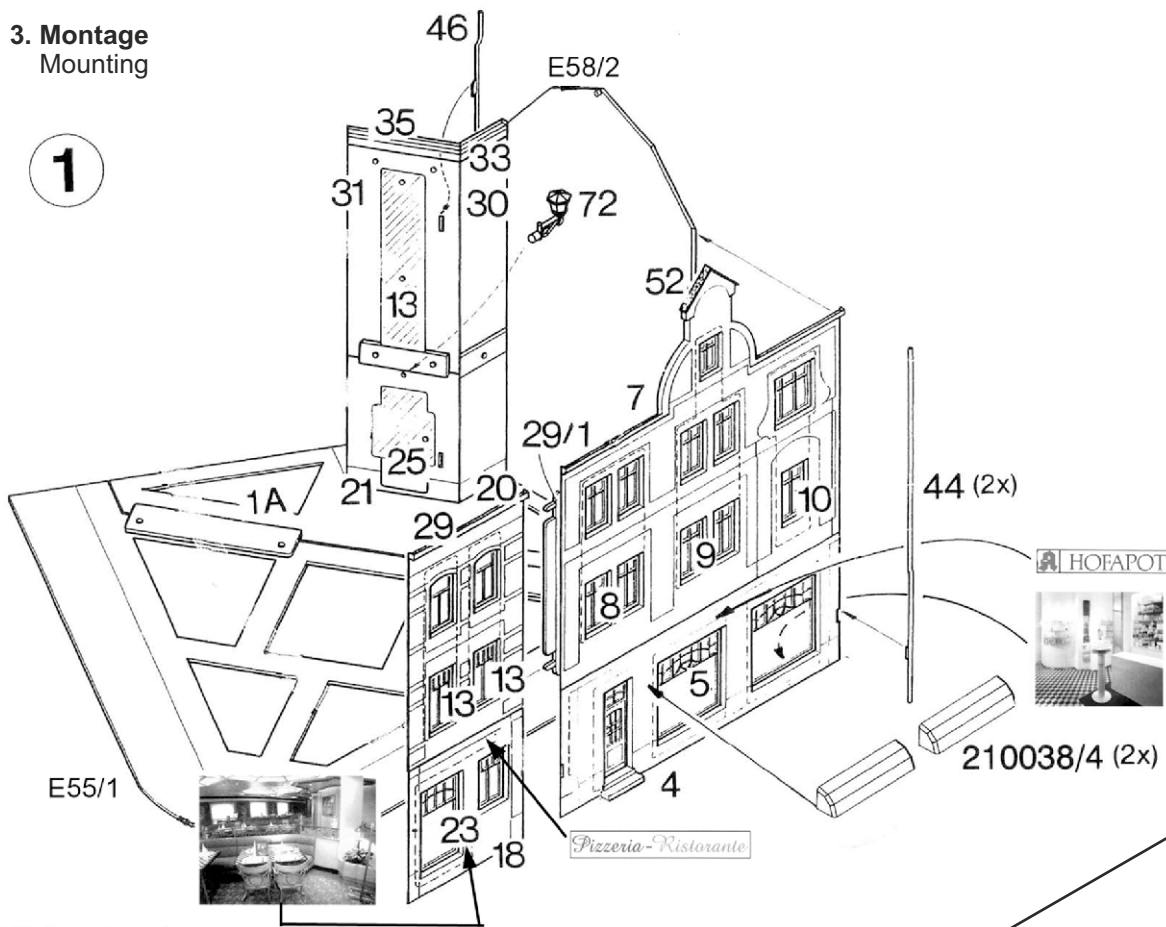 3. Montage
Mounting
1
46
E58/2
35
33
31
30
72
13
52
7
29/1
25
21
20
1A
29
44 (2x)
10
9
8
HOFAPOT
13
13
5
E55/1
210038/4 (2x)
4
23
18
Pizzeria-Ristorante